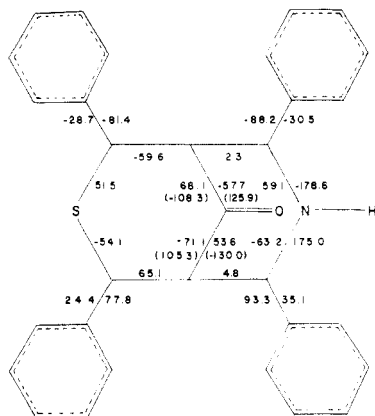 -28.7 -81.4 -88.2 -30.5
-59.6 2.3
51.5 68.1 -57.7 59.1 -178.6
(-108.3) (125.9)
S O N H
-54.1 -71.1 53.6 -63.2 175.0
(105.3) (-130.0)
65.1 4.8
24.4 77.8 93.3 35.1